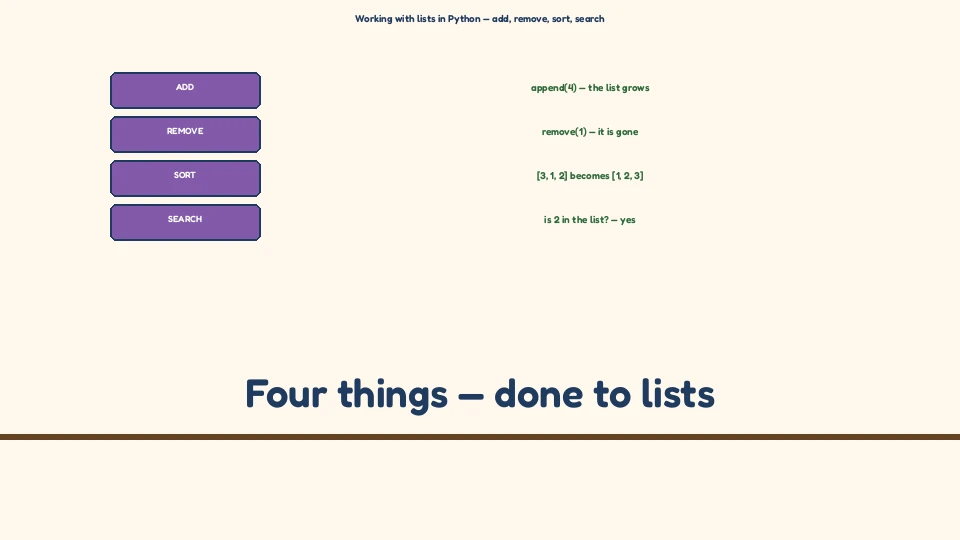 Working with lists in Python — add, remove, sort, search
ADD
append(4) — the list grows
REMOVE
remove(1) — it is gone
SORT
[3, 1, 2] becomes [1, 2, 3]
SEARCH
is 2 in the list? — yes
Four things — done to lists